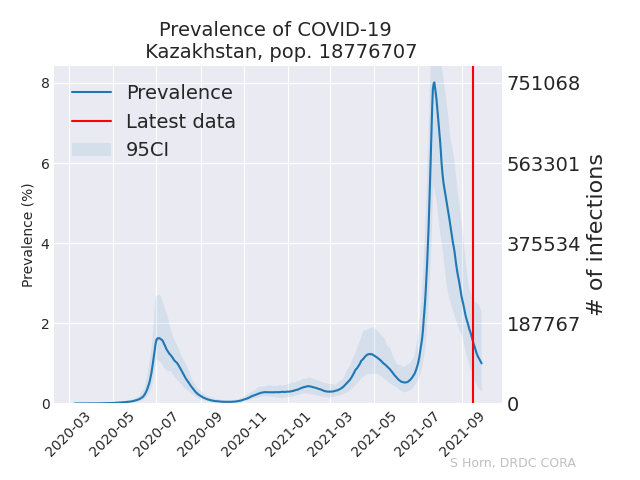 Prevalence of COVID-19
Kazakhstan, pop. 18776707
Prevalence
Latest data
95CI
Prevalence (%)
8
6
4
2
0
751068
563301
375534
187767
0
# of infections
2020-03
2020-05
2020-07
2020-09
2020-11
2021-01
2021-03
2021-05
2021-07
2021-09
S Horn, DRDC CORA